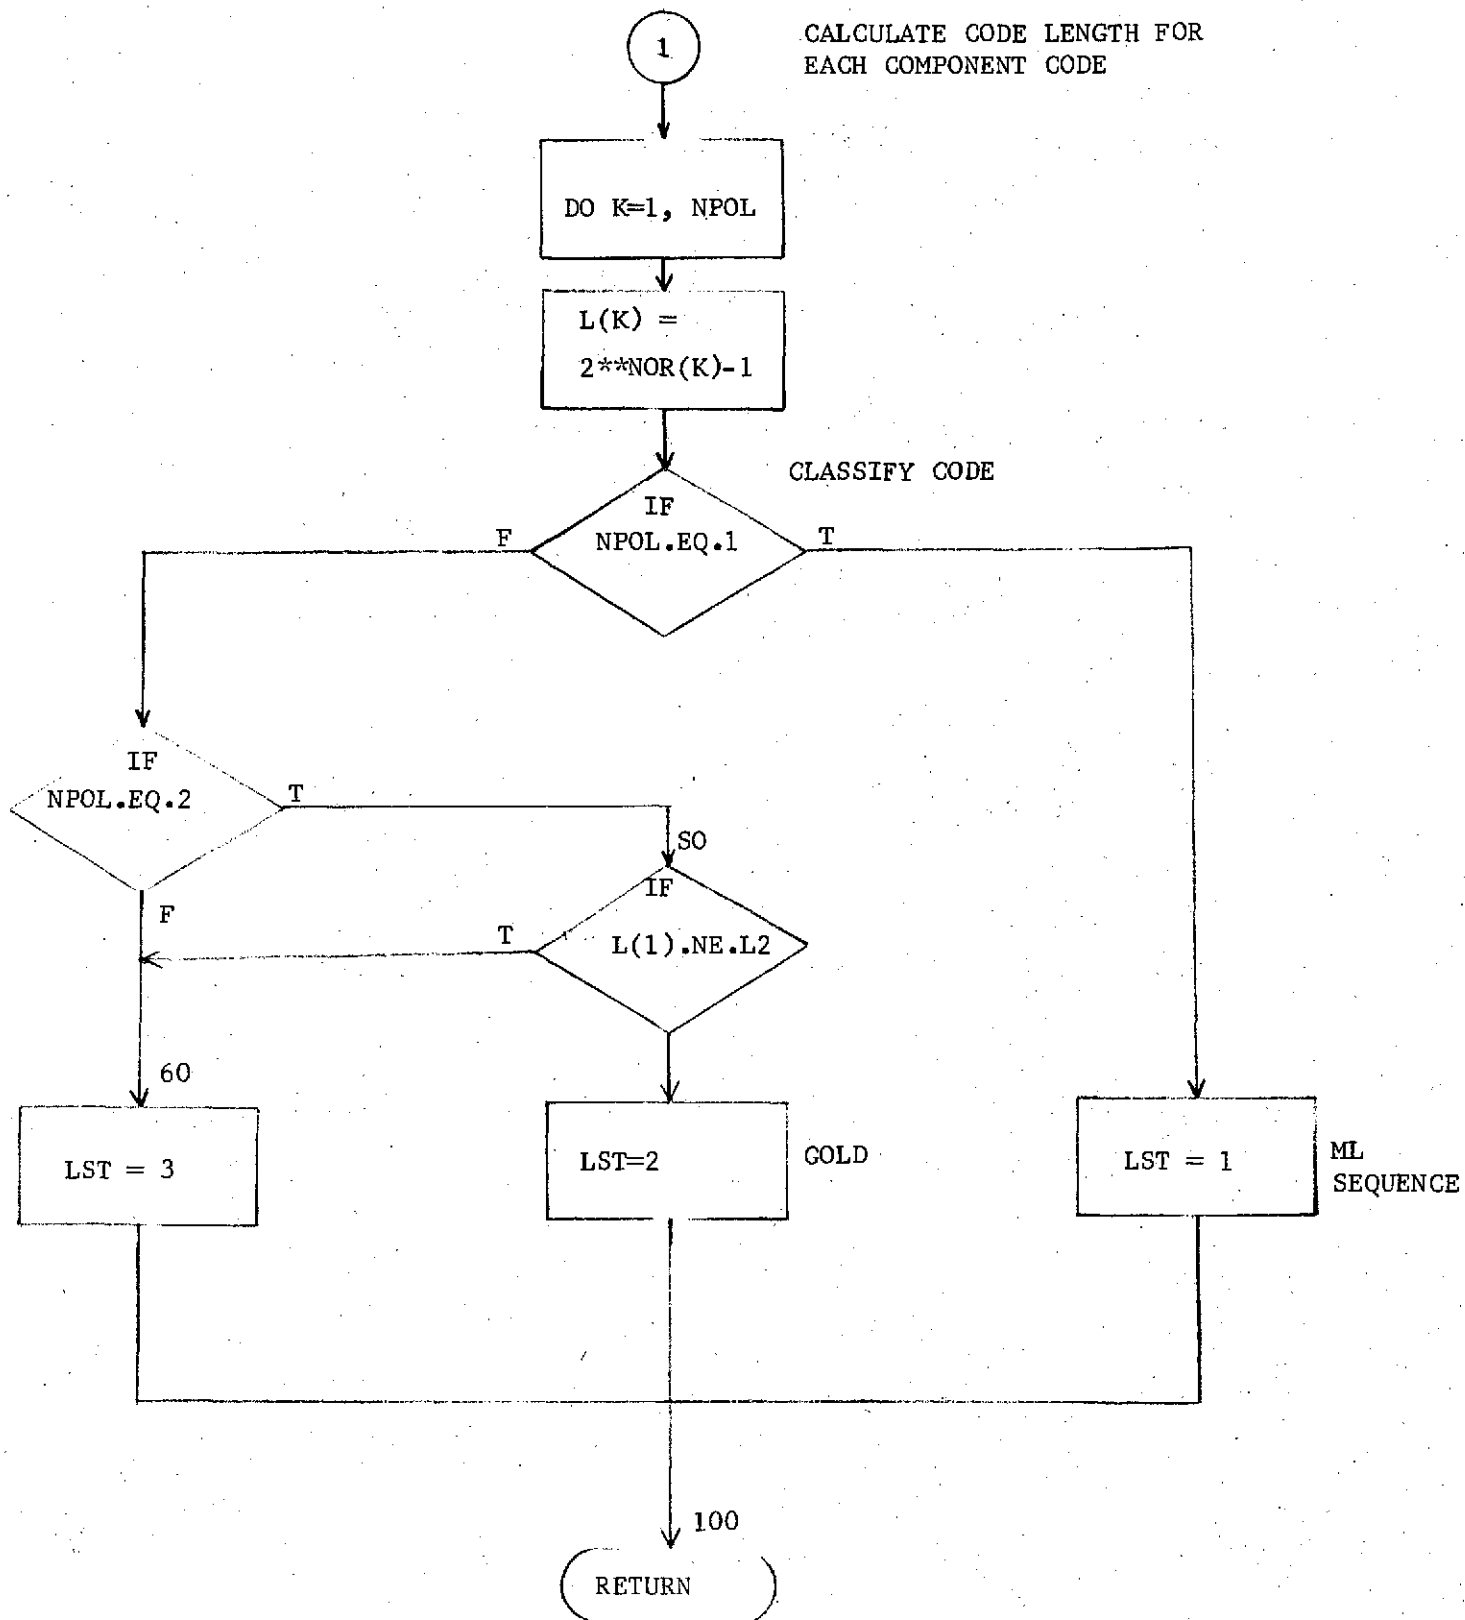 1
CALCULATE CODE LENGTH FOR
EACH COMPONENT CODE
DO K=1, NPOL
L(K) =
2**NOR(K)-1
CLASSIFY CODE
IF
NPOL.EQ.1
F
T
IF
NPOL.EQ.2
T
SO
F
IF
L(1).NE.L2
T
60
LST = 3
LST=2
GOLD
LST = 1
ML
SEQUENCE
100
RETURN